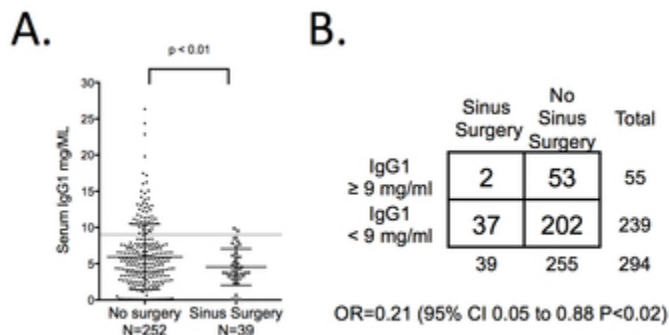 A.
p < 0.01
Serum IgG1 mg/ML
30
25
20
15
10
5
0
No surgery
N=252
Sinus Surgery
N=39
B.
Sinus
Surgery
No
Sinus
Surgery
Total
IgG1
≥ 9 mg/ml
2
53
55
IgG1
< 9 mg/ml
37
202
239
39
255
294
OR=0.21 (95% CI 0.05 to 0.88 P<0.02)